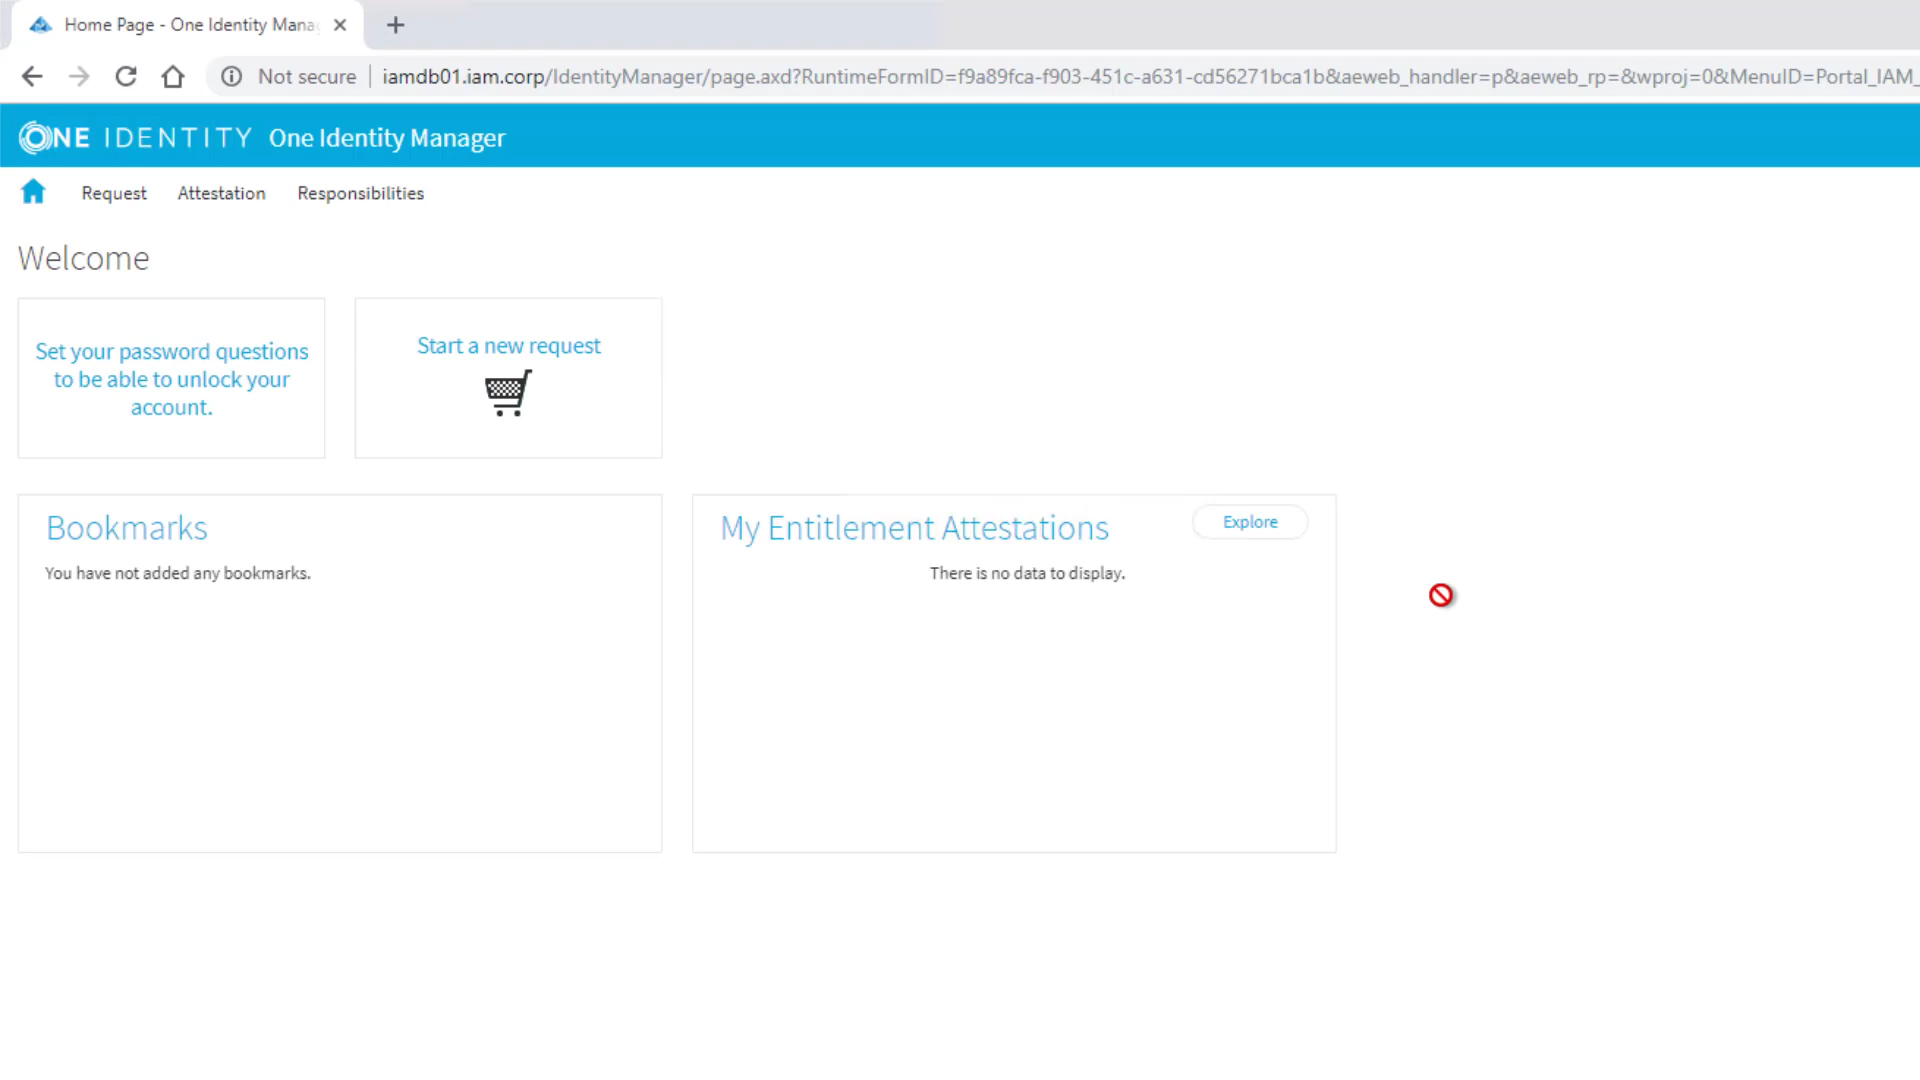 Home Page - One Identity Mana
Not secure
iamdb01.iam.corp/IdentityManager/page.axd?RuntimeFormID=f9a89fca-f903-451c-a631-cd56271bca1b&aeweb_handler=p&aeweb_rp=&wproj=0&MenuID=Portal_IAM_
ONE IDENTITY One Identity Manager
Request Attestation Responsibilities
Welcome
Set your password questions
to be able to unlock your
account.
Start a new request
Bookmarks
You have not added any bookmarks.
My Entitlement Attestations
Explore
There is no data to display.